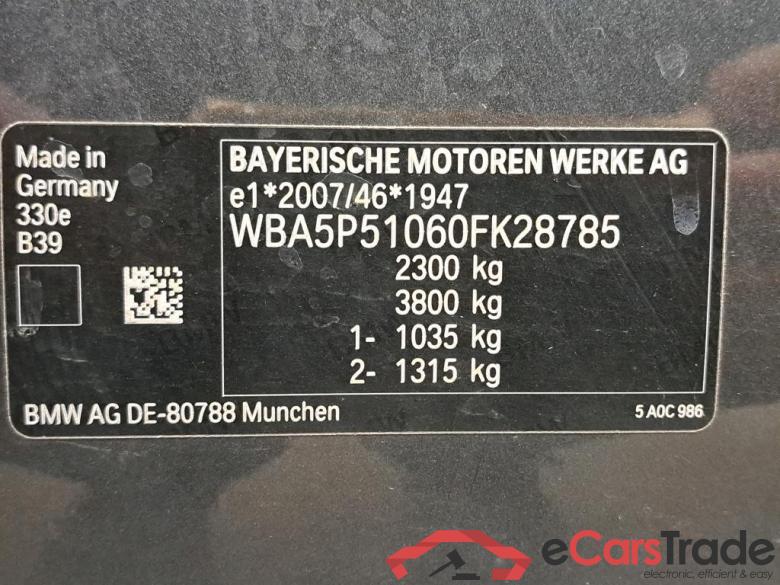 Made in
Germany
330e
B39
BAYERISCHE MOTOREN WERKE AG
e1*2007/46*1947
WBA5P51060FK28785
2300 kg
3800 kg
1- 1035 kg
2- 1315 kg
BMW AG DE-80788 Munchen
5 A0C 986
eCarsTrade
electronic, efficient & easy